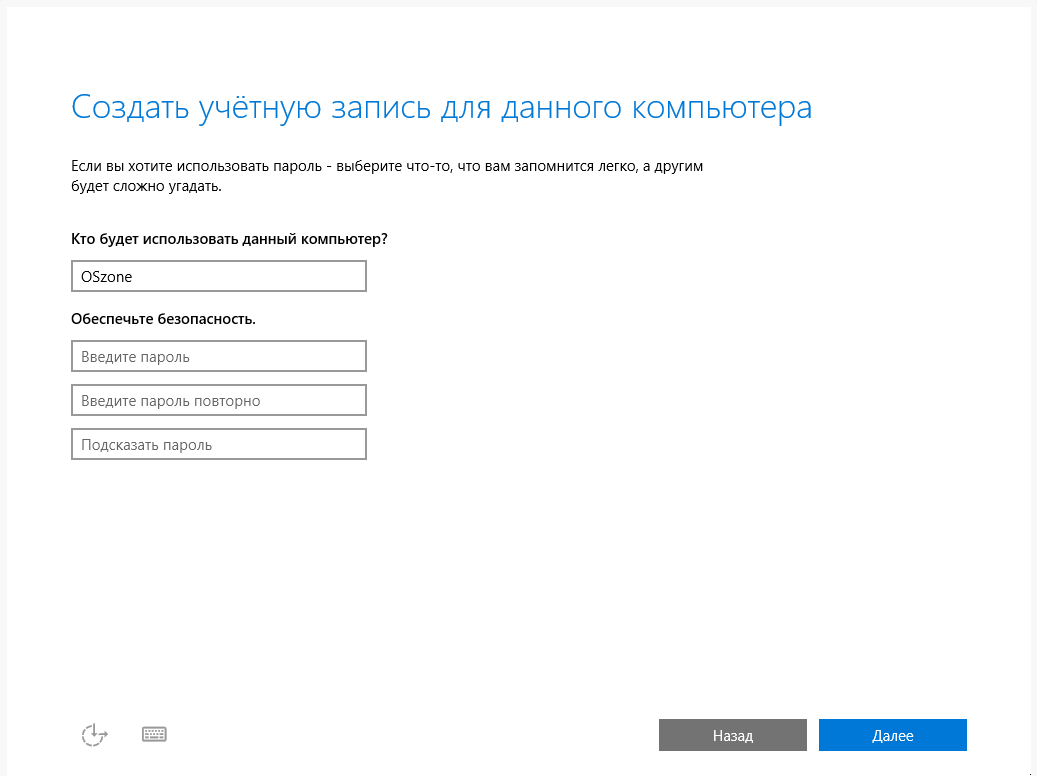 Создать учётную запись для данного компьютера
Если вы хотите использовать пароль - выберите что-то, что вам запомнится легко, а другим
будет сложно угадать.
Кто будет использовать данный компьютер?
OSzone
Обеспечьте безопасность.
Введите пароль
Введите пароль повторно
Подсказать пароль
Назад
Далее